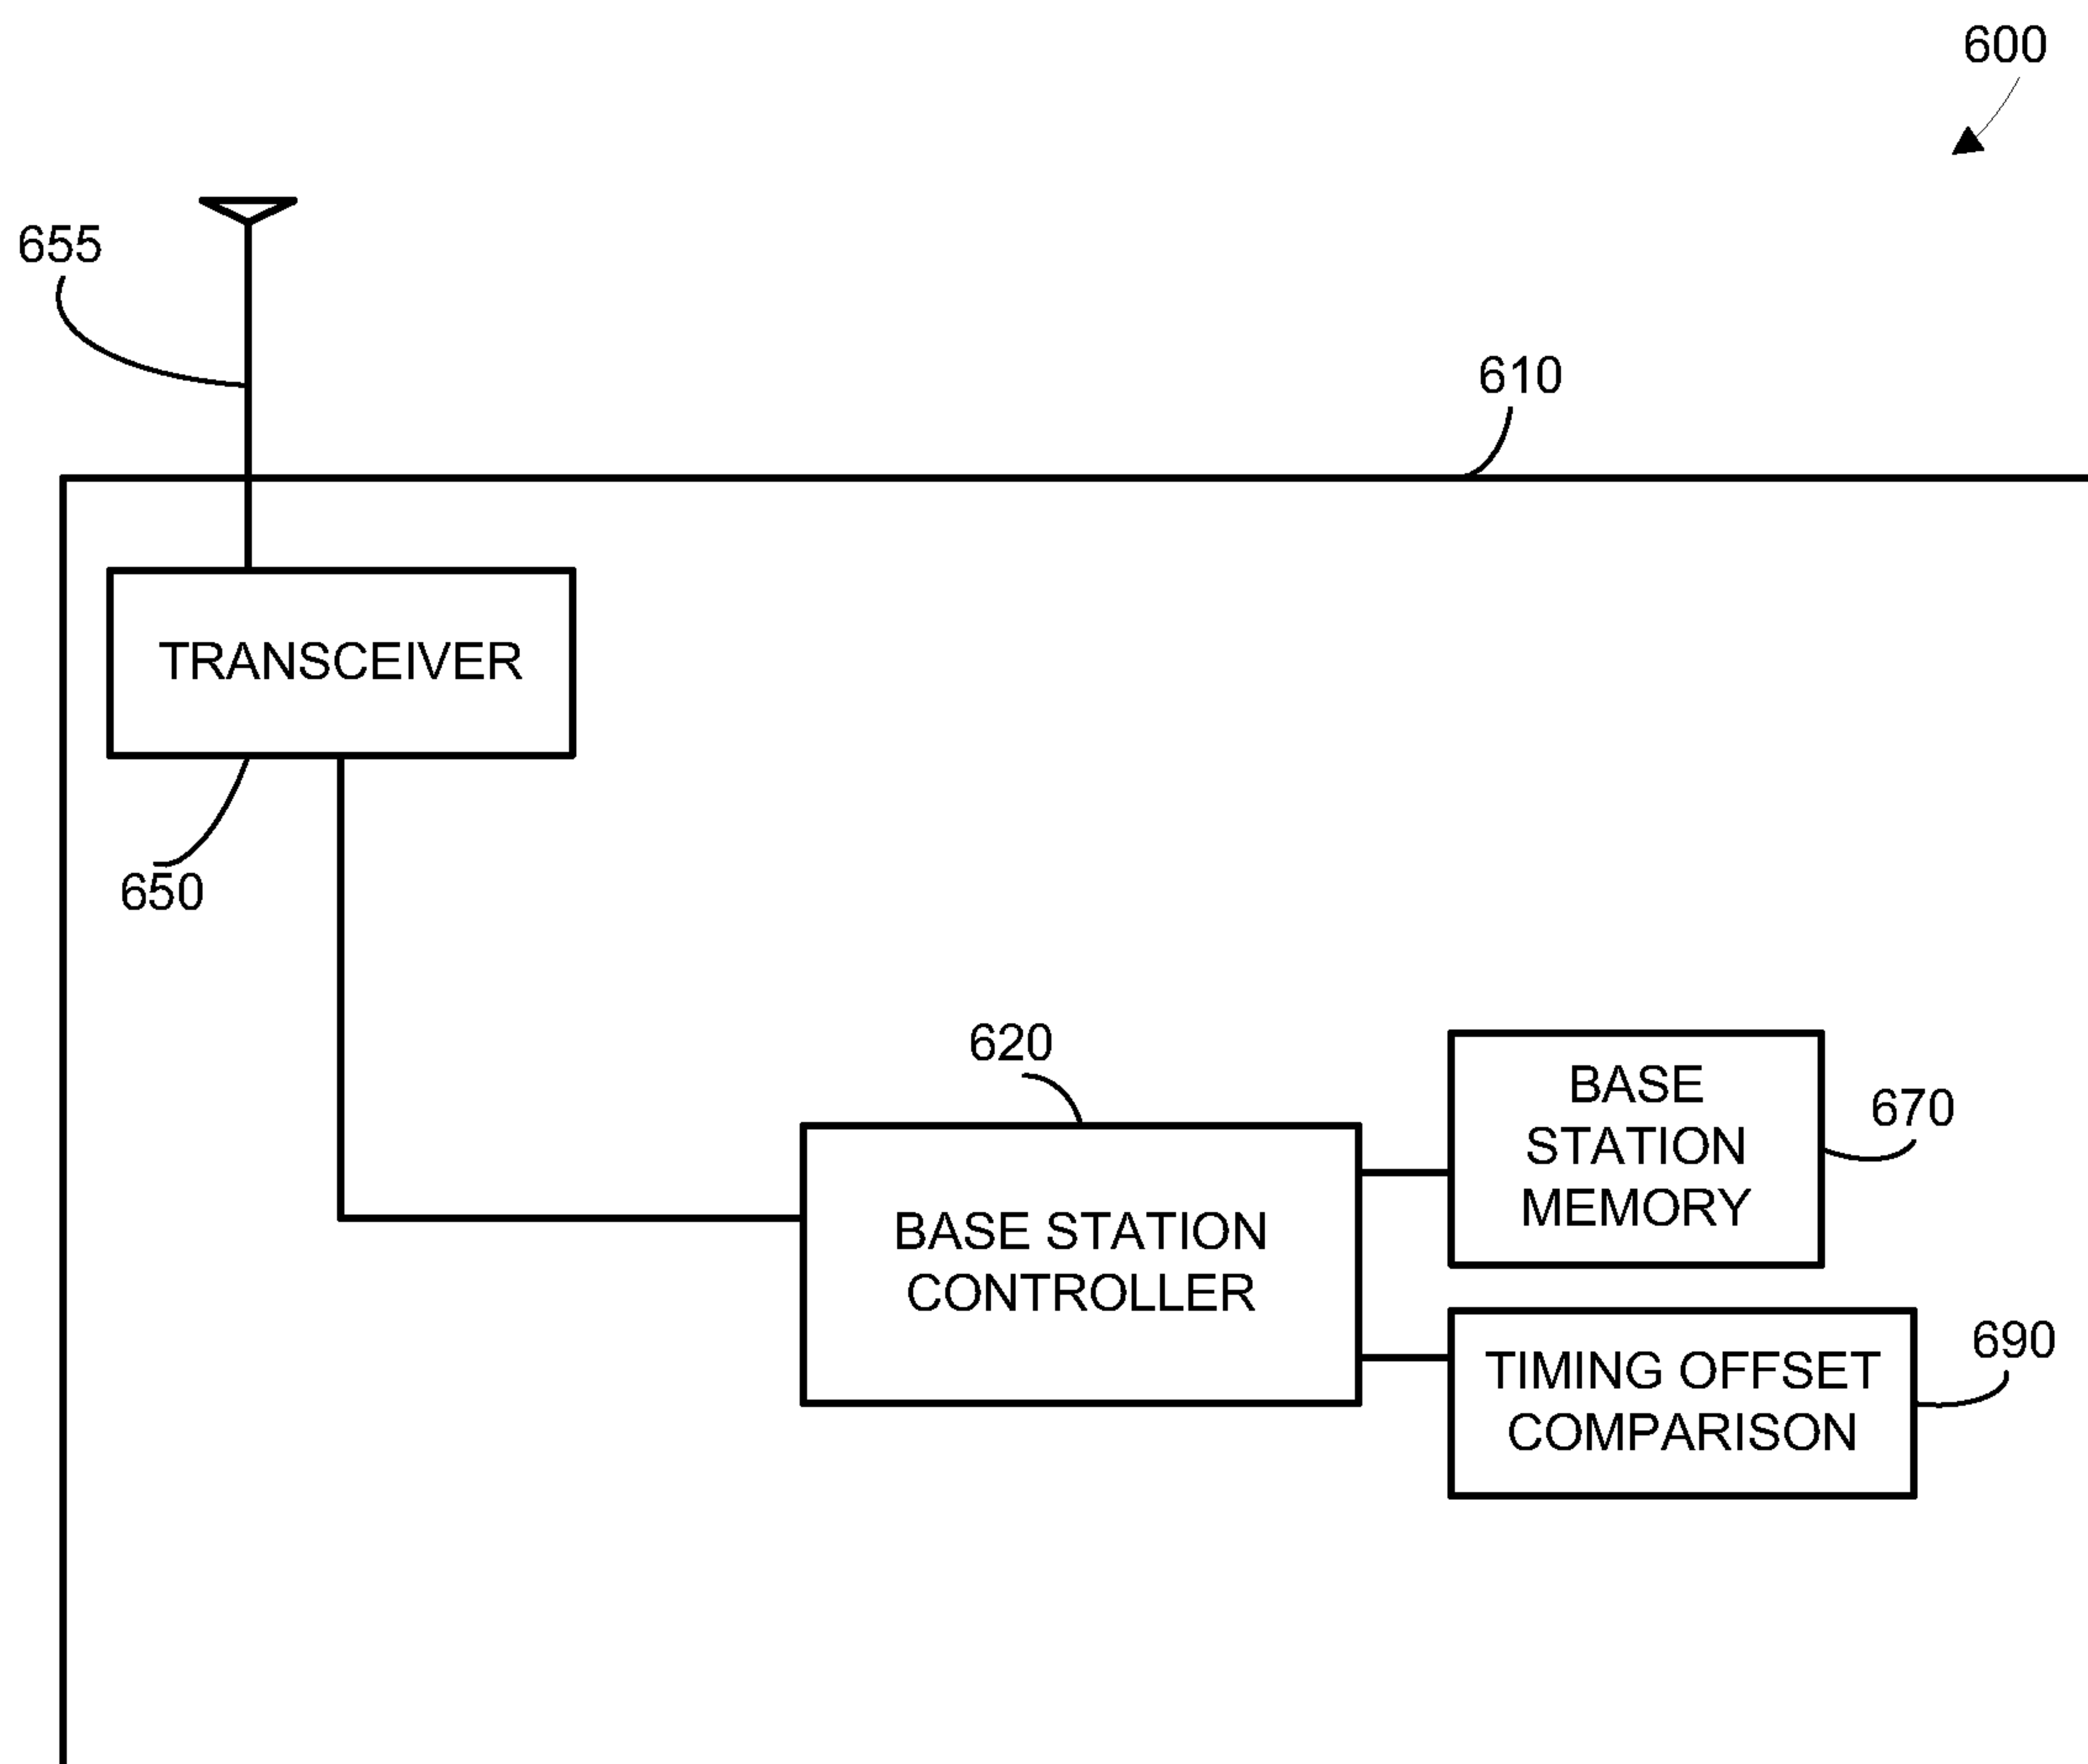 600
655
610
TRANSCEIVER
650
620
BASE
STATION
MEMORY
670
BASE STATION
CONTROLLER
690
TIMING OFFSET
COMPARISON